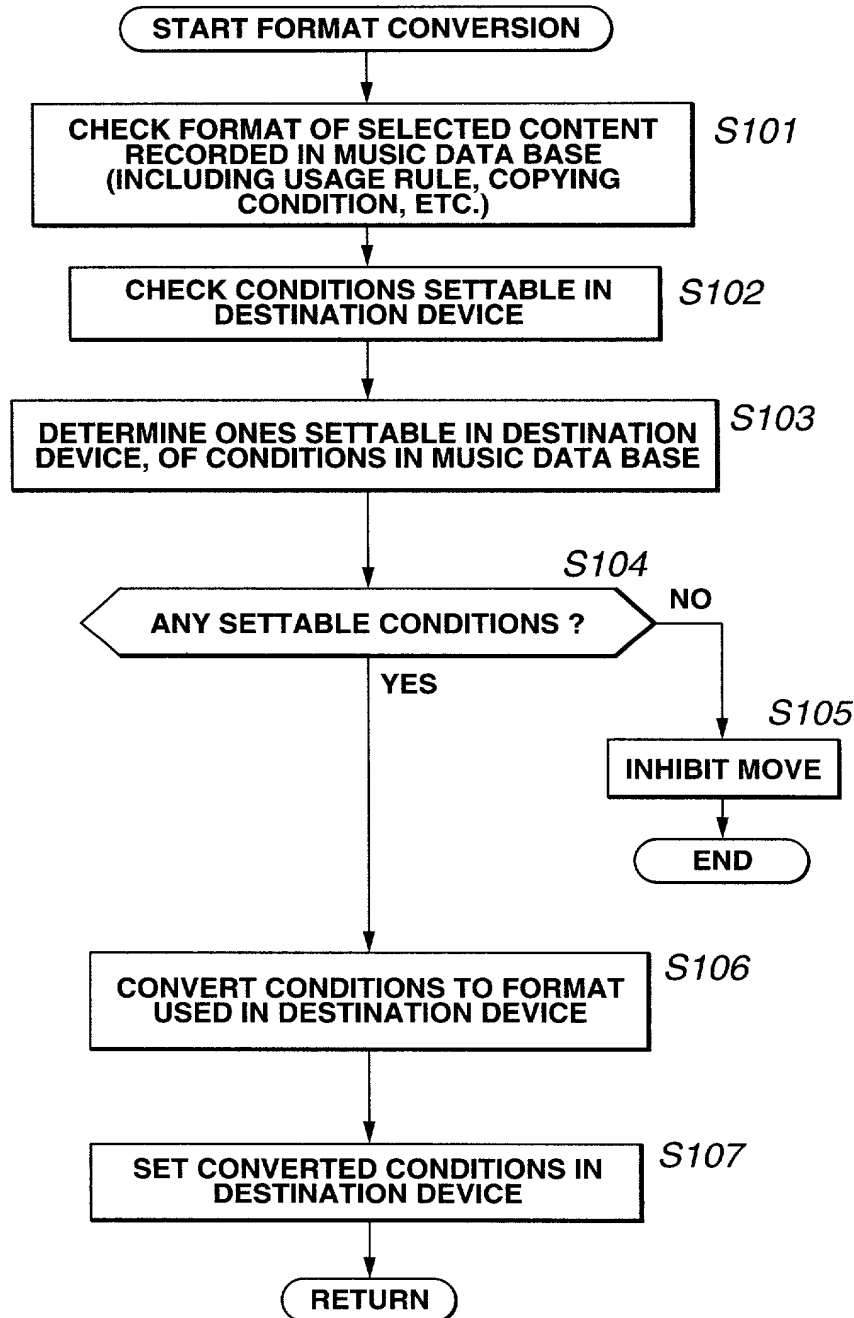 START FORMAT CONVERSION
CHECK FORMAT OF SELECTED CONTENT
RECORDED IN MUSIC DATA BASE
(INCLUDING USAGE RULE, COPYING
CONDITION, ETC.)
S101
CHECK CONDITIONS SETTABLE IN
DESTINATION DEVICE
S102
DETERMINE ONES SETTABLE IN DESTINATION
DEVICE, OF CONDITIONS IN MUSIC DATA BASE
S103
S104
ANY SETTABLE CONDITIONS ?
NO
YES
S105
INHIBIT MOVE
END
CONVERT CONDITIONS TO FORMAT
USED IN DESTINATION DEVICE
S106
SET CONVERTED CONDITIONS IN
DESTINATION DEVICE
S107
RETURN